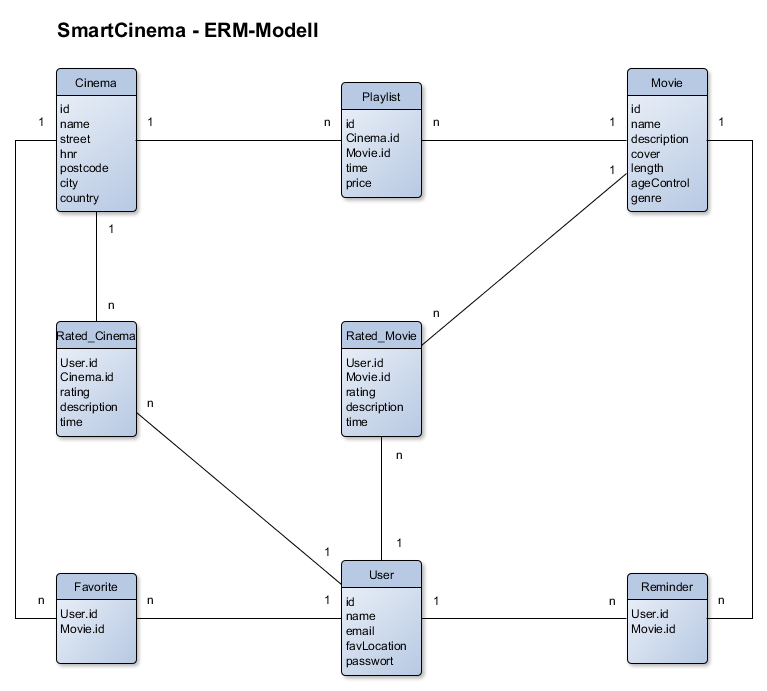 SmartCinema - ERM-Modell
Cinema
id
name
street
hnr
postcode
city
country
1
1
n
Playlist
id
Cinema.id
Movie.id
time
price
n
1
Movie
id
name
description
cover
length
ageControl
genre
1
1
1
n
n
Rated_Cinema
User.id
Cinema.id
rating
description
time
n
Rated_Movie
User.id
Movie.id
rating
description
time
n
1
1
Favorite
User.id
Movie.id
n
n
1
User
id
name
email
favLocation
passwort
1
n
Reminder
User.id
Movie.id
n